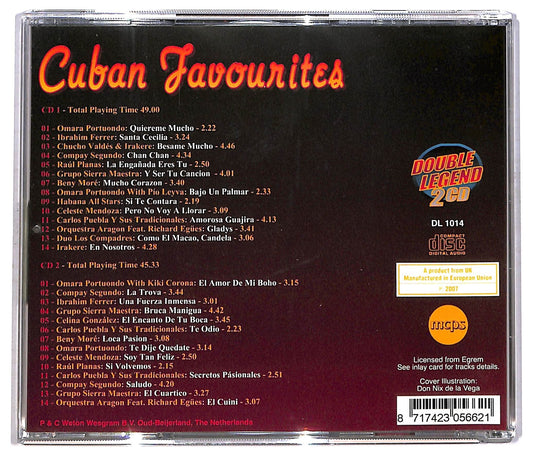 Cuban Favourites
CD 1 - Total Playing Time 49.00
01 - Omara Portuondo: Quiereme Mucho - 2.22
02 - Ibrahim Ferrer: Santa Cecilia - 3.24
03 - Chucho Valdés & Irakere: Besame Mucho - 4.46
04 - Compay Segundo: Chan Chan - 4.34
05 - Raúl Planas: La Engañada Eres Tu - 2.50
06 - Grupo Sierra Maestra: Y Ser Tu Cancion - 4.01
07 - Beny Moré: Mucho Corazon - 3.40
08 - Omara Portuondo With Pío Leyva: Bajo Un Palmar - 2.33
09 - Habana All Stars: Si Te Contara - 2.19
10 - Celeste Mendoza: Pero No Voy A Llorar - 3.09
11 - Carlos Puebla Y Sus Tradicionales: Amorosa Guajira - 4.13
12 - Orquestra Aragon Feat. Richard Egües: Gladys - 3.41
13 - Duo Los Compadres: Como El Macao, Candela - 3.06
14 - Irakere: En Nosotros - 4.28
CD 2 - Total Playing Time 45.33
01 - Omara Portuondo With Kiki Corona: El Amor De Mi Boho - 3.15
02 - Compay Segundo: La Trova - 3.44
03 - Ibrahim Ferrer: Una Fuerza Inmensa - 3.01
04 - Grupo Sierra Maestra: Bruca Manigua - 4.42
05 - Celina González: El Encanto De Tu Boca - 3.45
06 - Carlos Puebla Y Sus Tradicionales: Te Odio - 2.23
07 - Beny Moré: Loca Pasion - 3.08
08 - Omara Portuondo: Te Dije Quedate - 3.14
09 - Celeste Mendoza: Soy Tan Feliz - 2.50
10 - Raúl Planas: Si Volvemos - 2.15
11 - Carlos Puebla Y Sus Tradicionales: Secretos Pásionales - 2.51
12 - Compay Segundo: Saludo - 4.20
13 - Grupo Sierra Maestra: El Cuartico - 3.27
14 - Orquestra Aragon Feat. Richard Egües: El Cuini - 3.07
P & C Weton Wesgram B.V. Oud-Beijerland, The Netherlands
DOUBLE
LEGEND
2CD
DL 1014
COMPACT
disc
DIGITAL AUDIO
A product from UN
Manufactured in European Union
© 2007
mcps
Licensed from Egrem
See inlay card for tracks details.
Cover Illustration:
Don Nix de la Vega
8 717423 056621